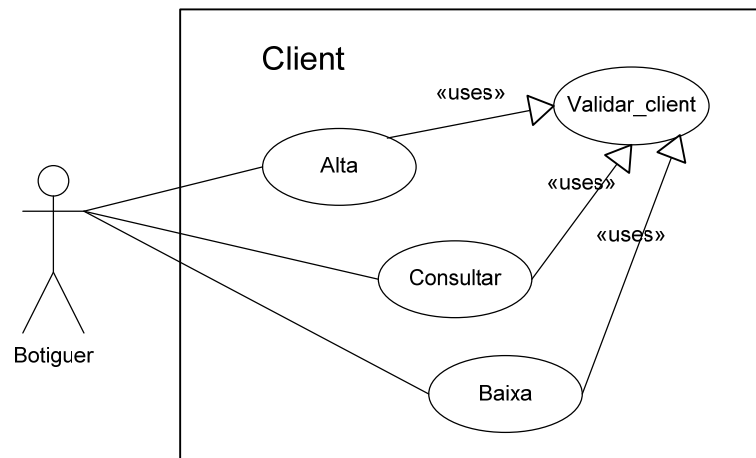 Client
«uses»
Validar_client
Alta
«uses»
«uses»
Consultar
Botiguer
Baixa